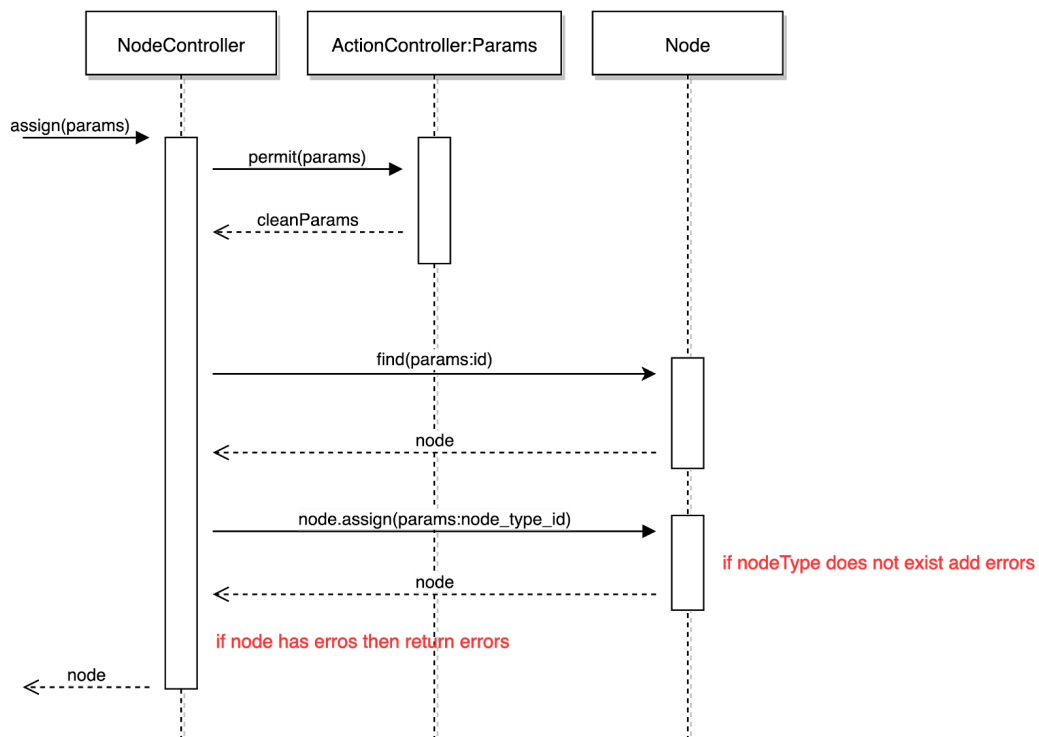 NodeController
ActionController:Params
Node
assign(params)
permit(params)
cleanParams
find(params:id)
node
node.assign(params:node_type_id)
if nodeType does not exist add errors
node
if node has erros then return errors
node